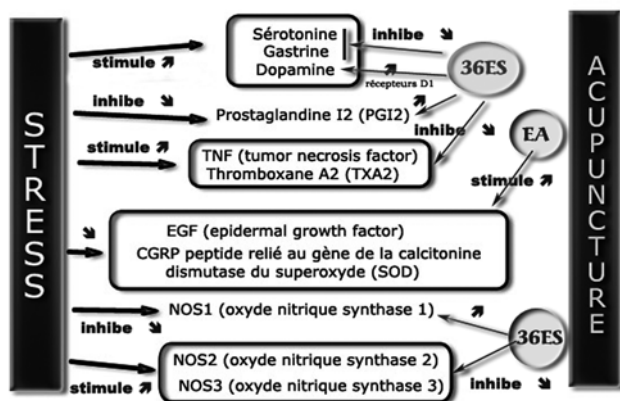 STRESS
ACUPUNCTURE
Sérotonine
Gastrine
Dopamine
stimule
inhibe
36ES
récepteurs D1
inhibe
Prostaglandine I2 (PGI2)
inhibe
EA
stimule
TNF (tumor necrosis factor)
Thromboxane A2 (TXA2)
stimule
EGF (epidermal growth factor)
CGRP peptide relié au gène de la calcitonine
dismutase du superoxyde (SOD)
NOS1 (oxyde nitrique synthase 1)
inhibe
36ES
NOS2 (oxyde nitrique synthase 2)
NOS3 (oxyde nitrique synthase 3)
stimule
inhibe